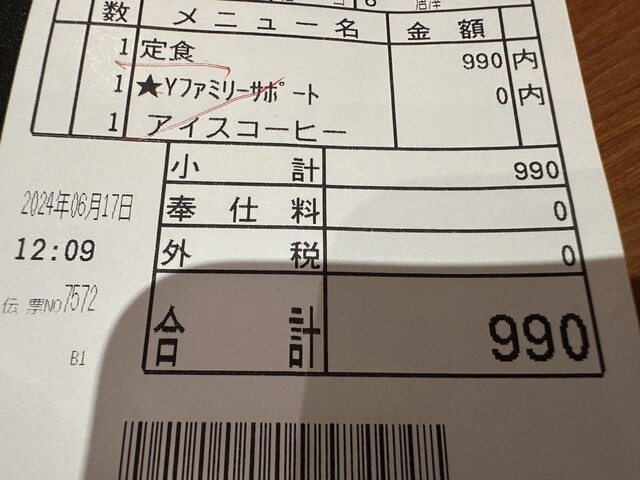 数 メニュー名 金額
1 定食 990 内
1 ★Yファミリーサポート 0 内
1 アイスコーヒー
小計 990
2024年06月17日
奉仕料 0
12:09
外税 0
伝票NO7572
合計 990
B1